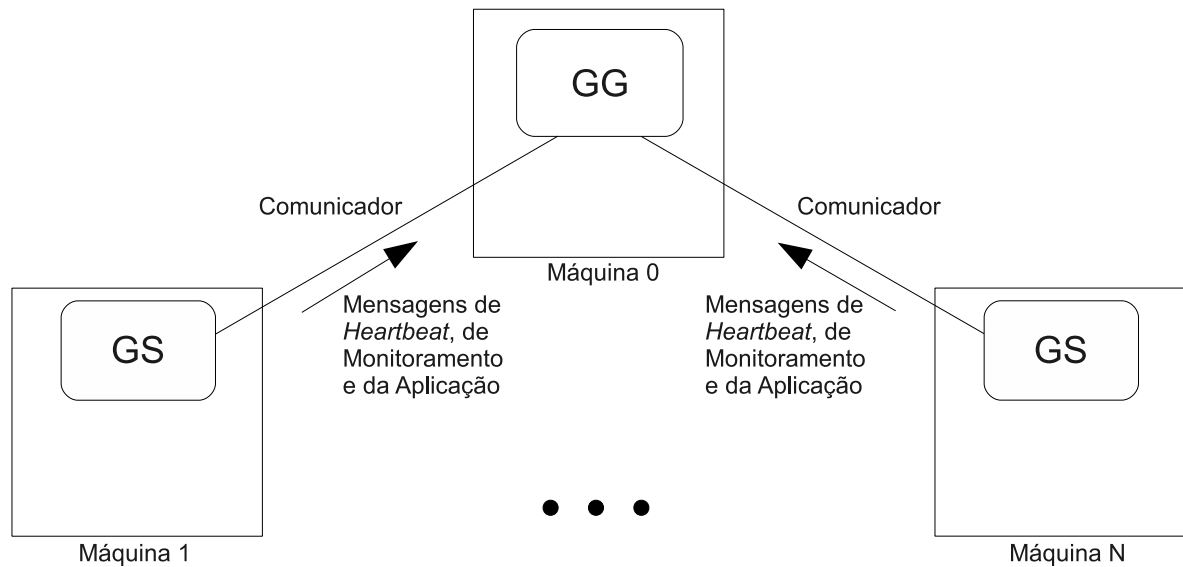 GG
Comunicador
Comunicador
Máquina 0
Mensagens de
Heartbeat, de
Monitoramento
e da Aplicação
Mensagens de
Heartbeat, de
Monitoramento
e da Aplicação
GS
GS
Máquina 1
Máquina N